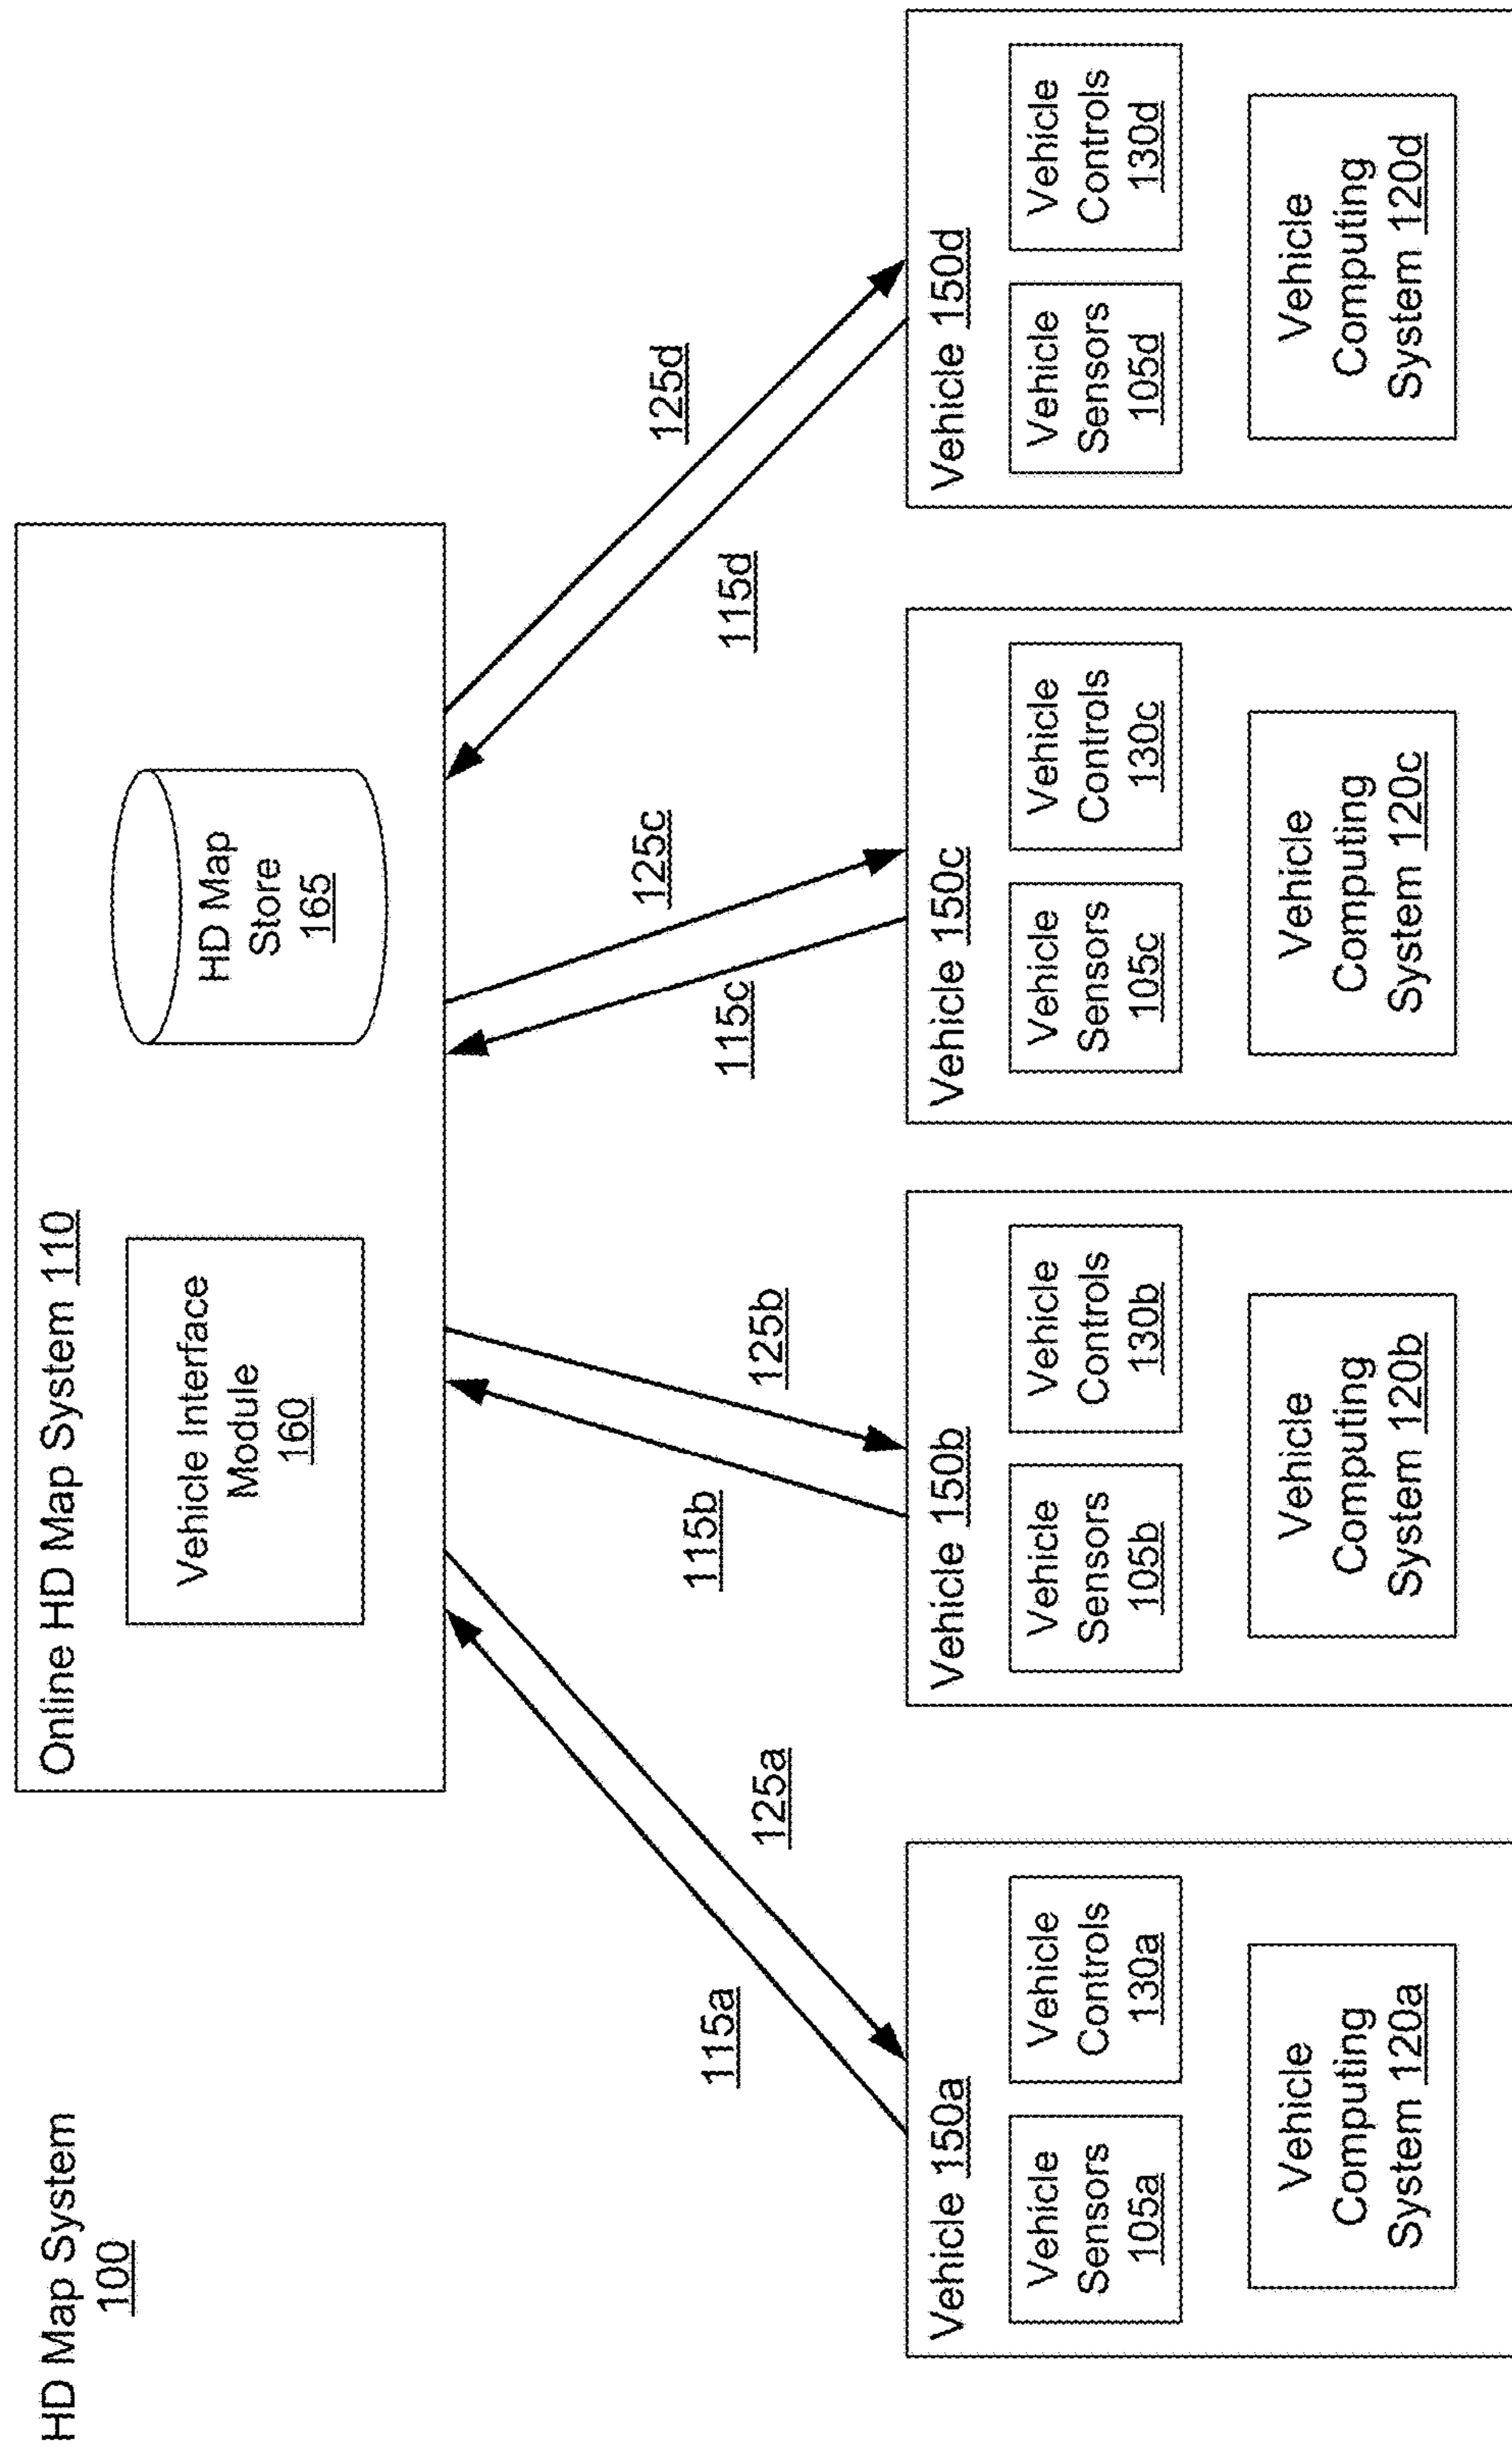 HD Map System
100
Online HD Map System 110
Vehicle Interface
Module
160
HD Map
Store
165
115a
125a
115b
125b
115c
125c
115d
125d
Vehicle 150a
Vehicle
Sensors
105a
Vehicle
Controls
130a
Vehicle
Computing
System 120a
Vehicle 150b
Vehicle
Sensors
105b
Vehicle
Controls
130b
Vehicle
Computing
System 120b
Vehicle 150c
Vehicle
Sensors
105c
Vehicle
Controls
130c
Vehicle
Computing
System 120c
Vehicle 150d
Vehicle
Sensors
105d
Vehicle
Controls
130d
Vehicle
Computing
System 120d